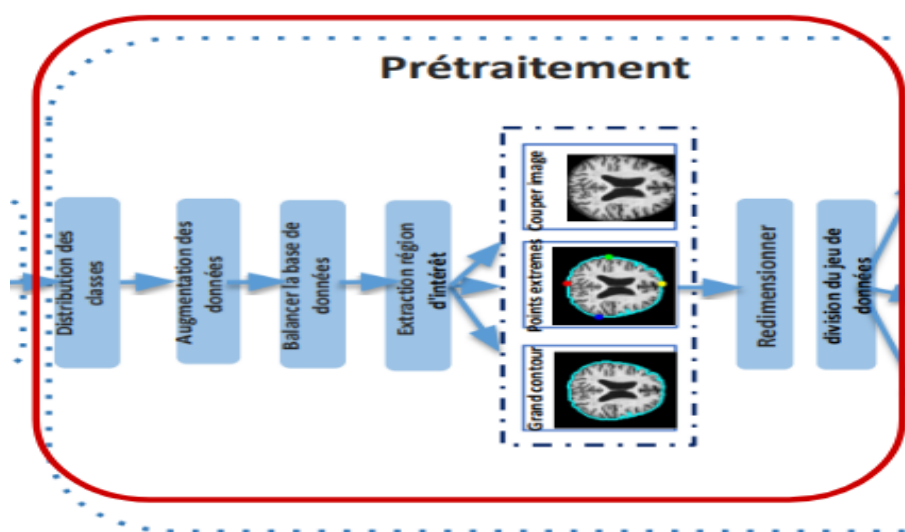 Prétraitement
Distribution des
classes
Augmentation des
données
Balancer la base de
données
Extraction région
d'intérêt
Couper image
Points extremes
Grand contour
Redimensionner
division du jeu de
données